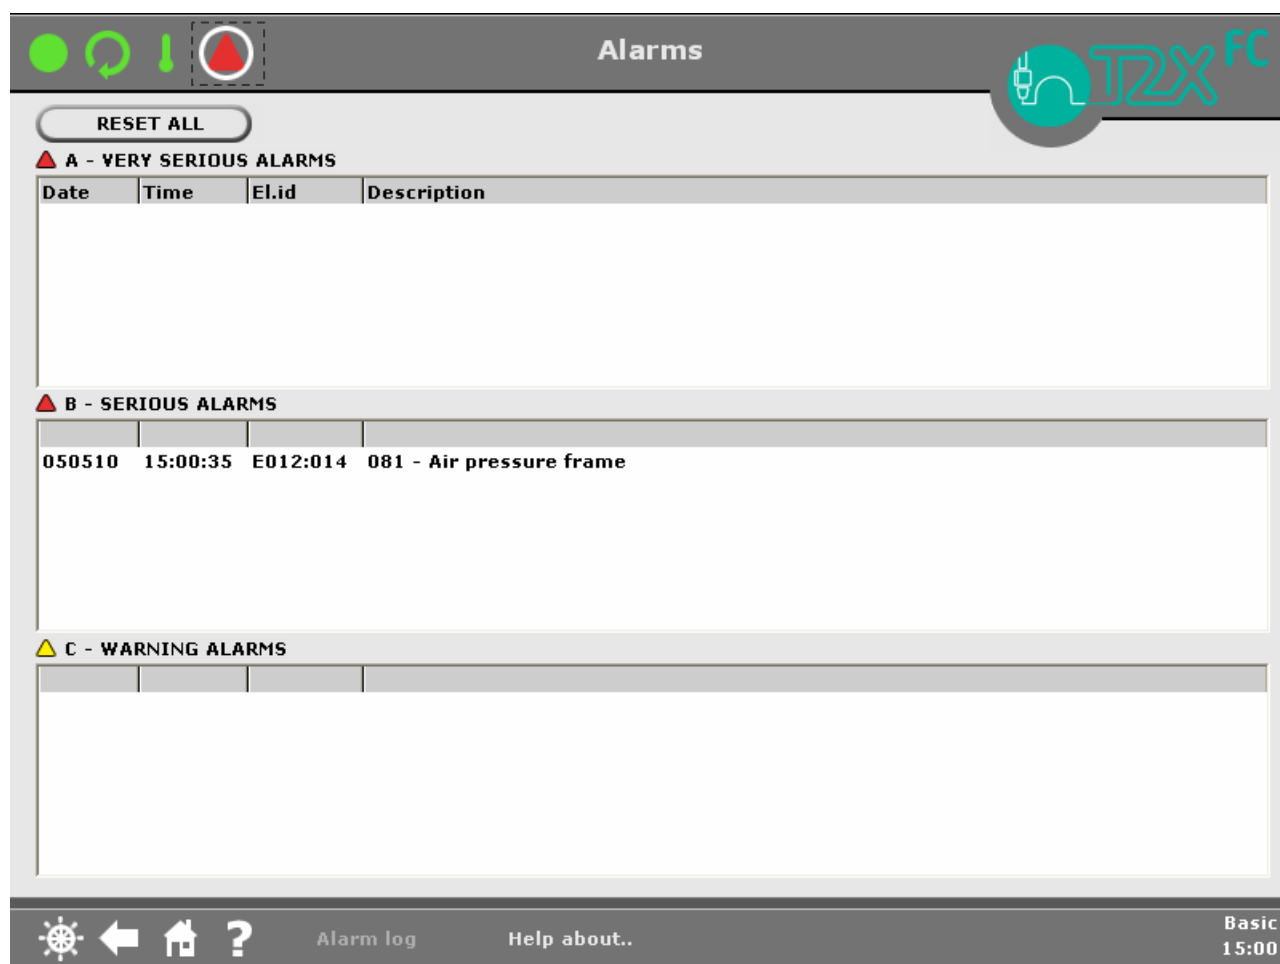 Alarms
T2X FC
RESET ALL
A - VERY SERIOUS ALARMS
Date Time El.id Description
B - SERIOUS ALARMS
050510 15:00:35 E012:014 081 - Air pressure frame
C - WARNING ALARMS
? Alarm log Help about..
Basic
15:00